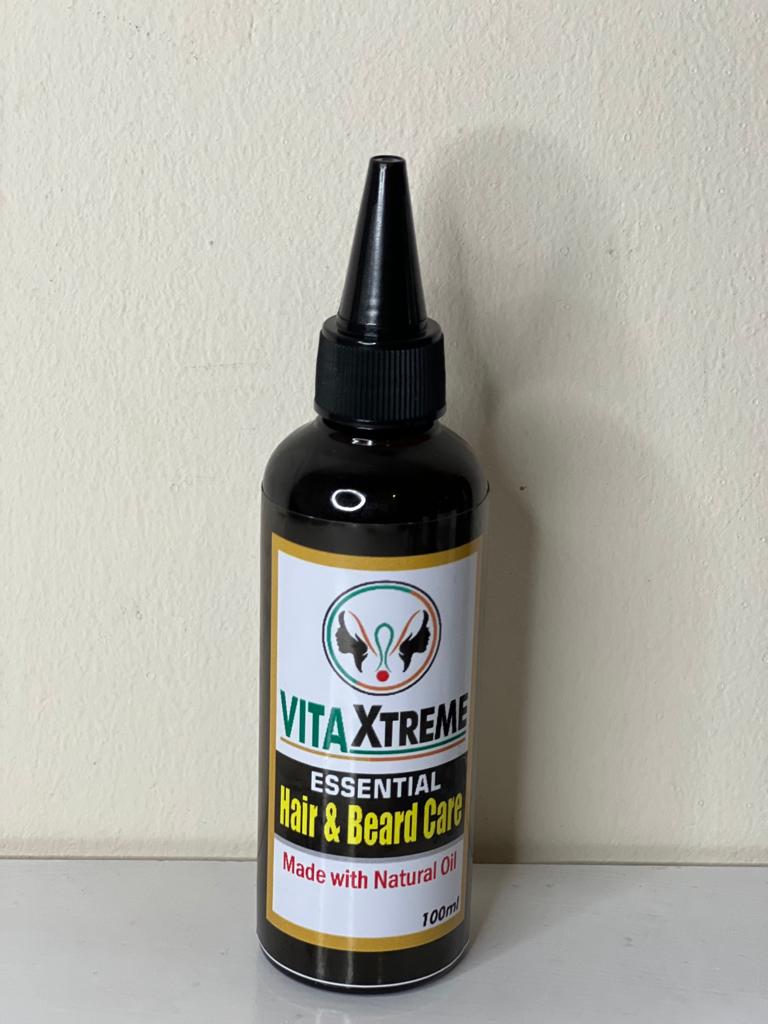 VITA XTREME
ESSENTIAL
Hair & Beard Care
Made with Natural Oil
100ml